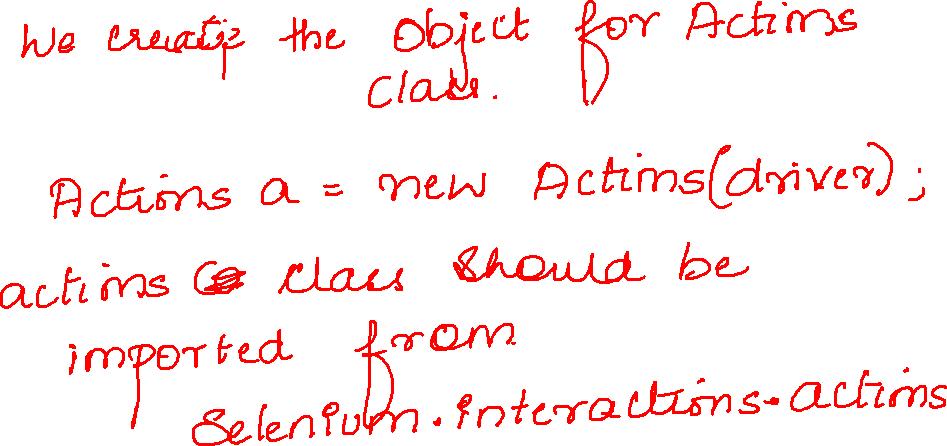 We create the Object for Actions
class.
Actions a = new Actions(driver);
actions class should be
imported from
Selenium.interactions.actions